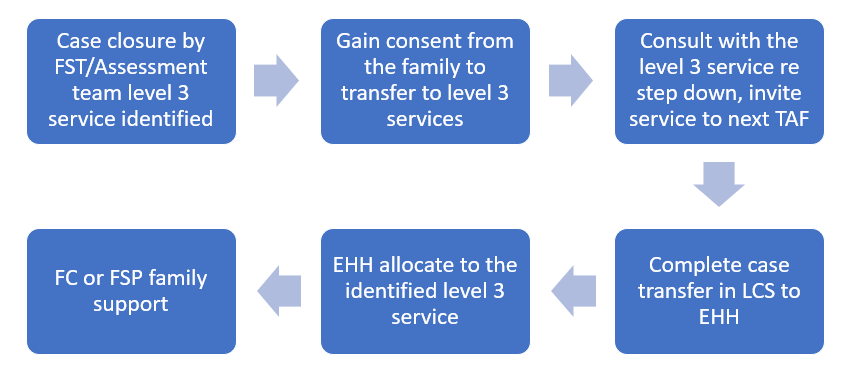 Case closure by
FST/Assessment
team level 3
service identified
Gain consent from
the family to
transfer to level 3
services
Consult with the
level 3 service re
step down, invite
service to next TAF
Complete case
transfer in LCS to
EHH
EHH allocate to the
identified level 3
service
FC or FSP family
support